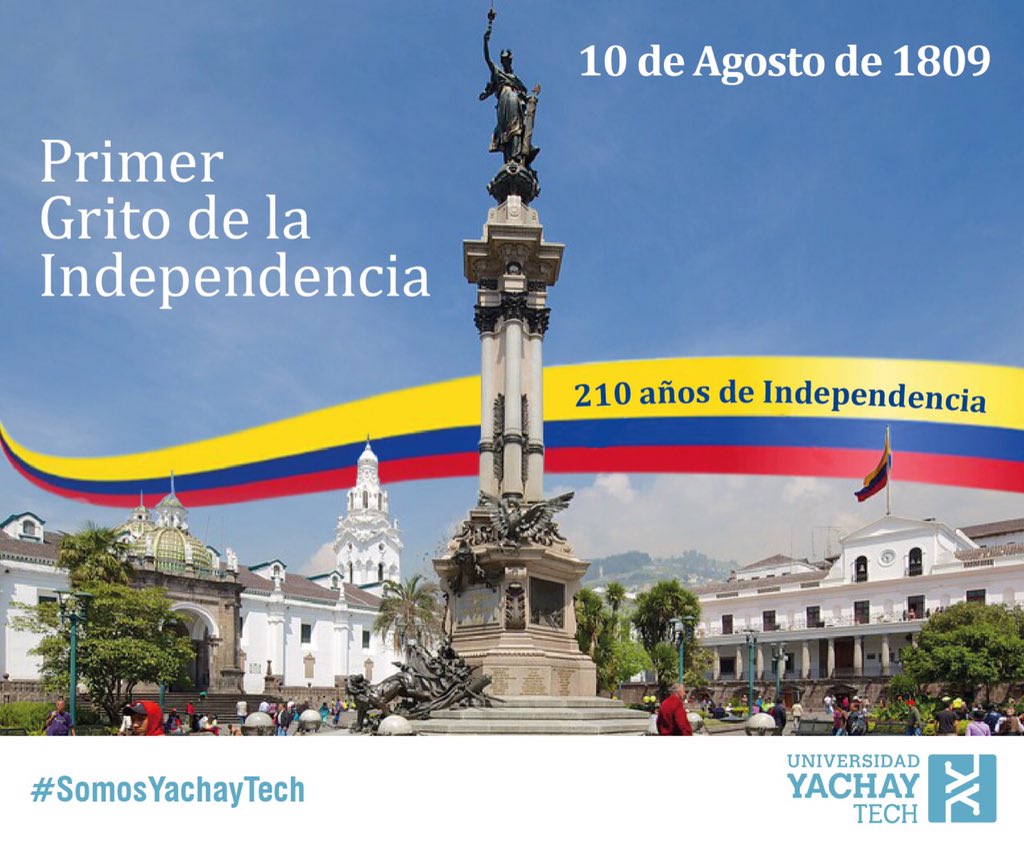 10 de Agosto de 1809
Primer
Grito de la
Independencia
210 años de Independencia
#SomosYachayTech
UNIVERSIDAD
YACHAY
TECH